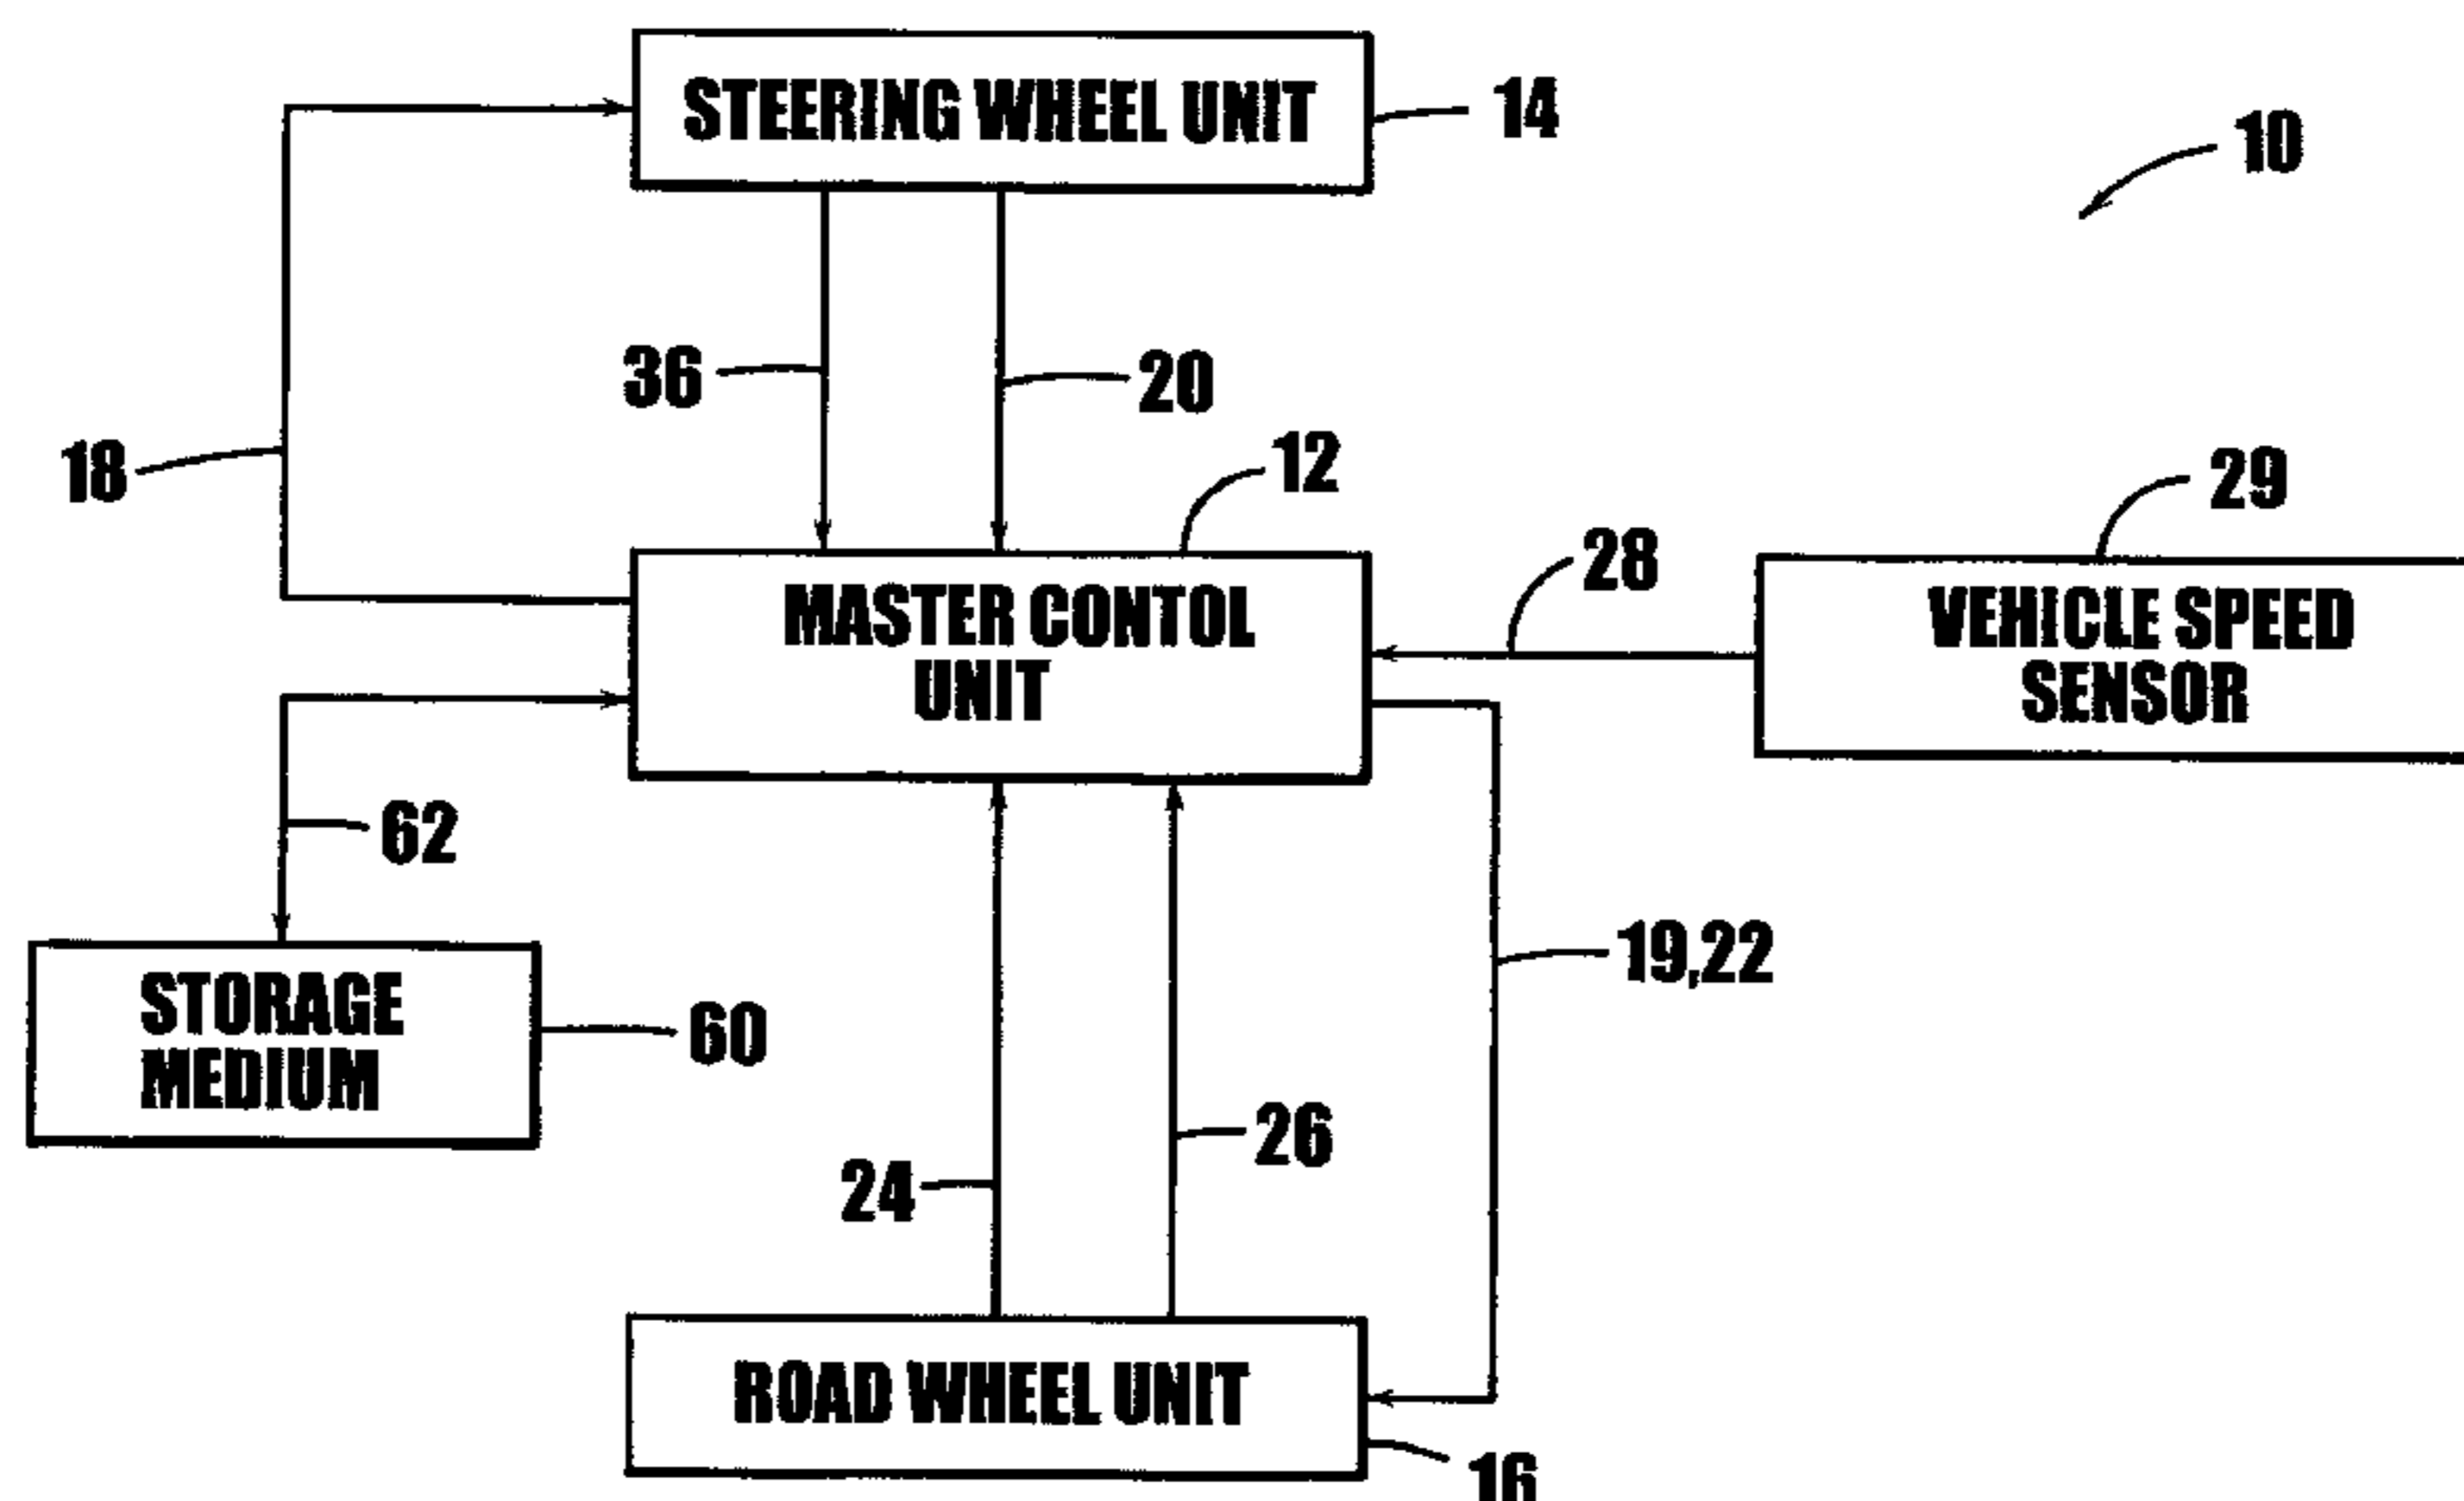 STEERING WHEEL UNIT
14
10
36
20
18
12
29
28
MASTER CONTOL
UNIT
VEHICLE SPEED
SENSOR
62
19,22
STORAGE
MEDIUM
60
26
24
ROAD WHEEL UNIT
16